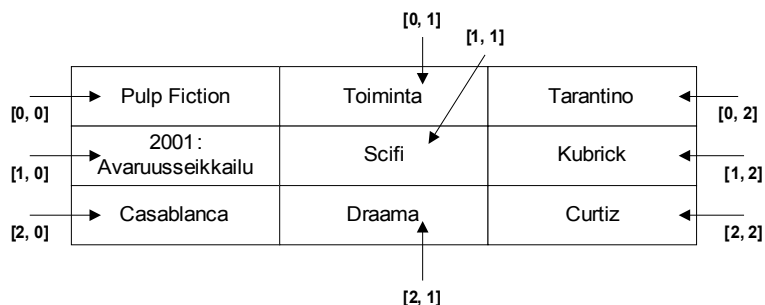 [0, 1]
[1, 1]
[0, 0] Pulp Fiction Toiminta Tarantino [0, 2]
[1, 0] 2001: Avaruusseikkailu Scifi Kubrick [1, 2]
[2, 0] Casablanca Draama Curtiz [2, 2]
[2, 1]